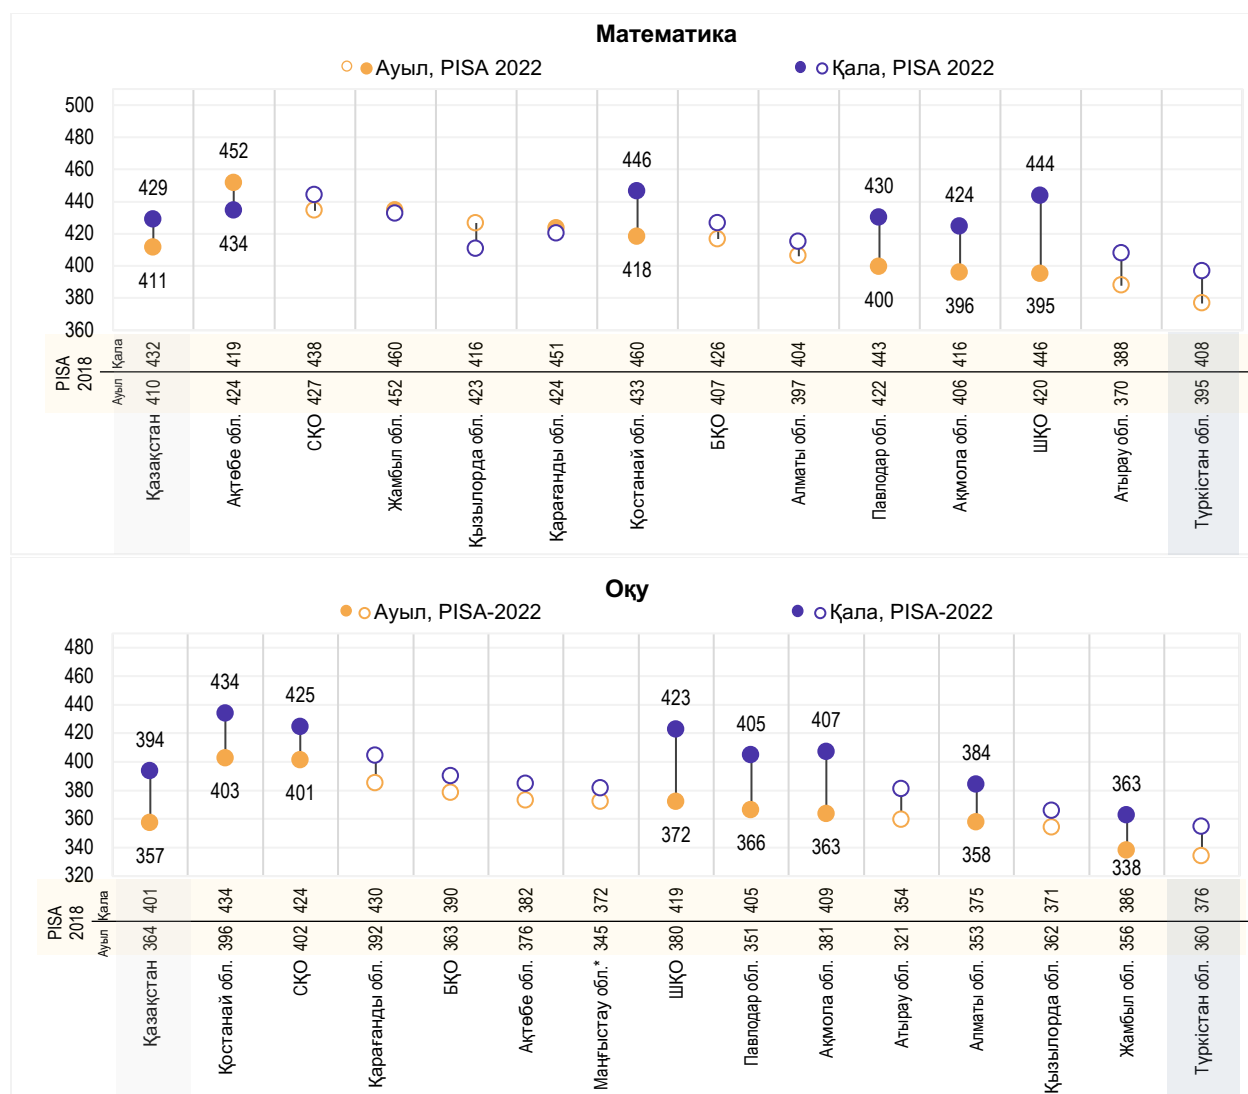 Математика
Ауыл, PISA 2022 Қала, PISA 2022
500
480
460
440
420
400
380
360
429 452 446 430 424 444
411 434 418 400 396 395
PISA 2018
Қала 432 419 438 460 416 451 460 426 404 443 416 446 388 408
Ауыл 410 424 427 452 423 424 433 407 397 422 406 420 370 395
Қазақстан
Ақтөбе обл.
СҚО
Жамбыл обл.
Қызылорда обл.
Қарағанды обл.
Қостанай обл.
БҚО
Алматы обл.
Павлодар обл.
Ақмола обл.
ШҚО
Атырау обл.
Түркістан обл.
Оқу
Ауыл, PISA-2022 Қала, PISA-2022
480
460
440
420
400
380
360
340
320
394 434 425 423 405 407 384 363
357 403 401 372 366 363 358 338
PISA 2018
Қала 401 434 424 430 390 382 372 419 405 409 354 375 371 386 376
Ауыл 364 396 402 392 363 376 345 380 351 381 321 353 362 356 360
Қазақстан
Қостанай обл.
СҚО
Қарағанды обл.
БҚО
Ақтөбе обл.
Маңғыстау обл.*
ШҚО
Павлодар обл.
Ақмола обл.
Атырау обл.
Алматы обл.
Қызылорда обл.
Жамбыл обл.
Түркістан обл.